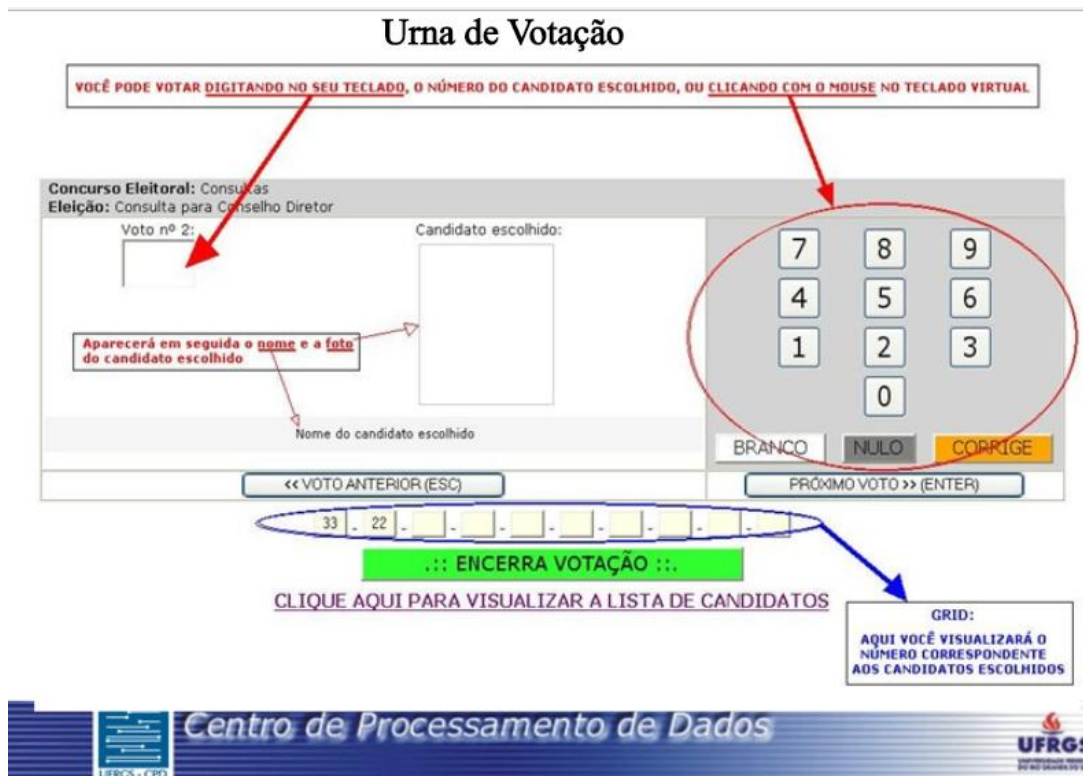 Urna de Votação
VOCÊ PODE VOTAR DIGITANDO NO SEU TECLADO, O NÚMERO DO CANDIDATO ESCOLHIDO, OU CLICANDO COM O MOUSE NO TECLADO VIRTUAL
Concurso Eleitoral: Consultas
Eleição: Consulta para Conselho Diretor
Voto nº 2:
Candidato escolhido:
7 8 9
4 5 6
1 2 3
0
Aparecerá em seguida o nome e a foto
do candidato escolhido
Nome do candidato escolhido
BRANCO NULO CORRIGE
<< VOTO ANTERIOR (ESC)
PRÓXIMO VOTO >> (ENTER)
33 - 22 - - - - - - - -
.:: ENCERRA VOTAÇÃO ::.
CLIQUE AQUI PARA VISUALIZAR A LISTA DE CANDIDATOS
GRID:
AQUI VOCÊ VISUALIZARÁ O
NÚMERO CORRESPONDENTE
AOS CANDIDATOS ESCOLHIDOS
Centro de Processamento de Dados
UFRGS - CPD
UFRGS